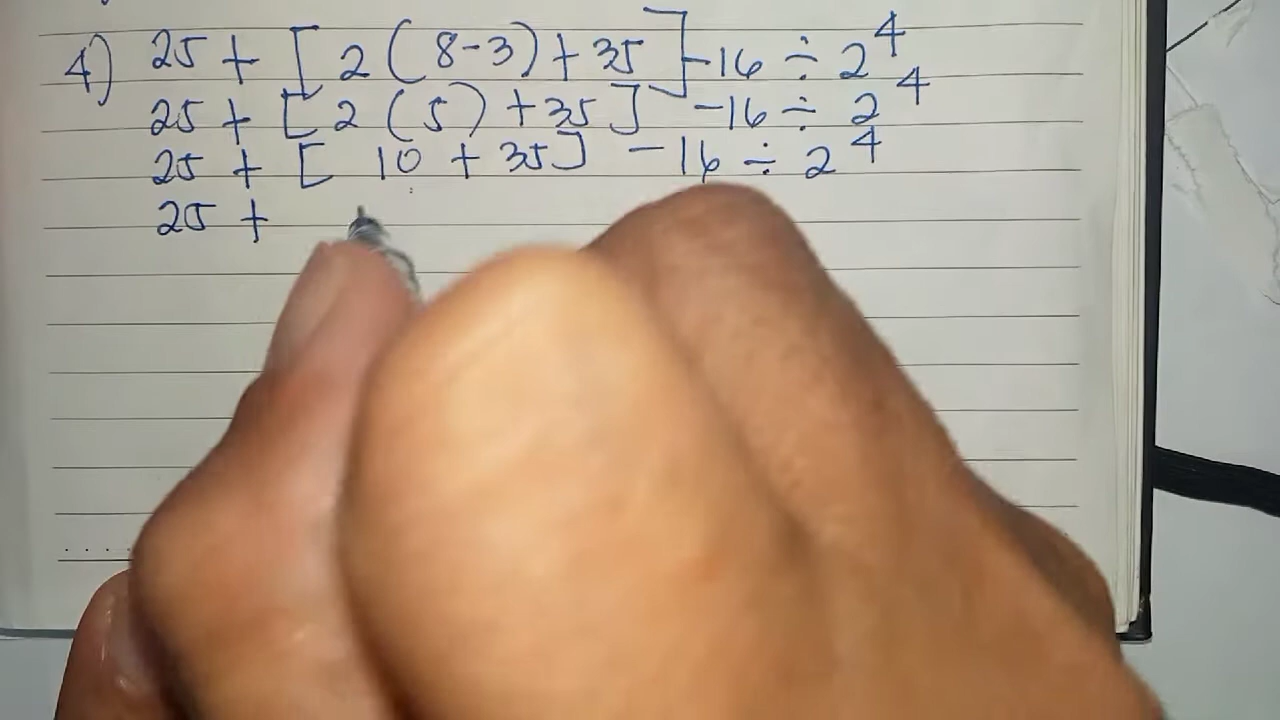 4) 25 + [ 2 ( 8-3) + 35 ] -16 ÷ 2⁴
25 + [ 2 ( 5 ) + 35 ] -16 ÷ 2⁴
25 + [ 10 + 35 ] - 16 ÷ 2⁴
25 +